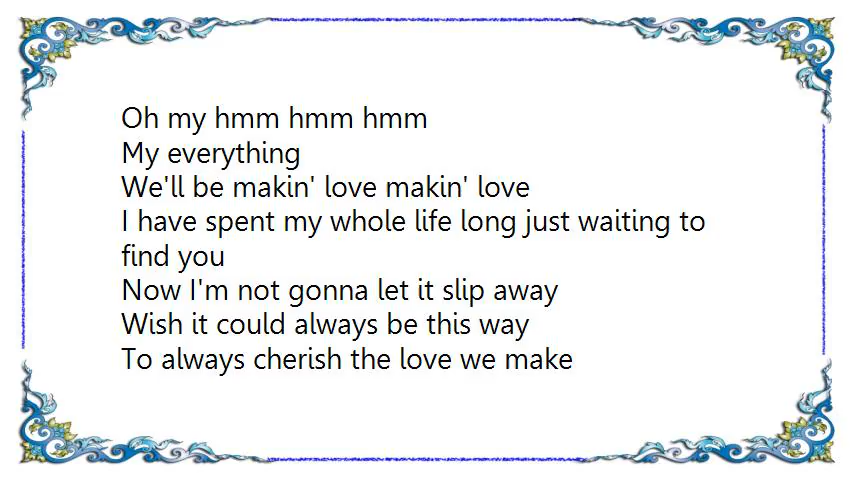 Oh my hmm hmm hmm
My everything
We'll be makin' love makin' love
I have spent my whole life long just waiting to
find you
Now I'm not gonna let it slip away
Wish it could always be this way
To always cherish the love we make